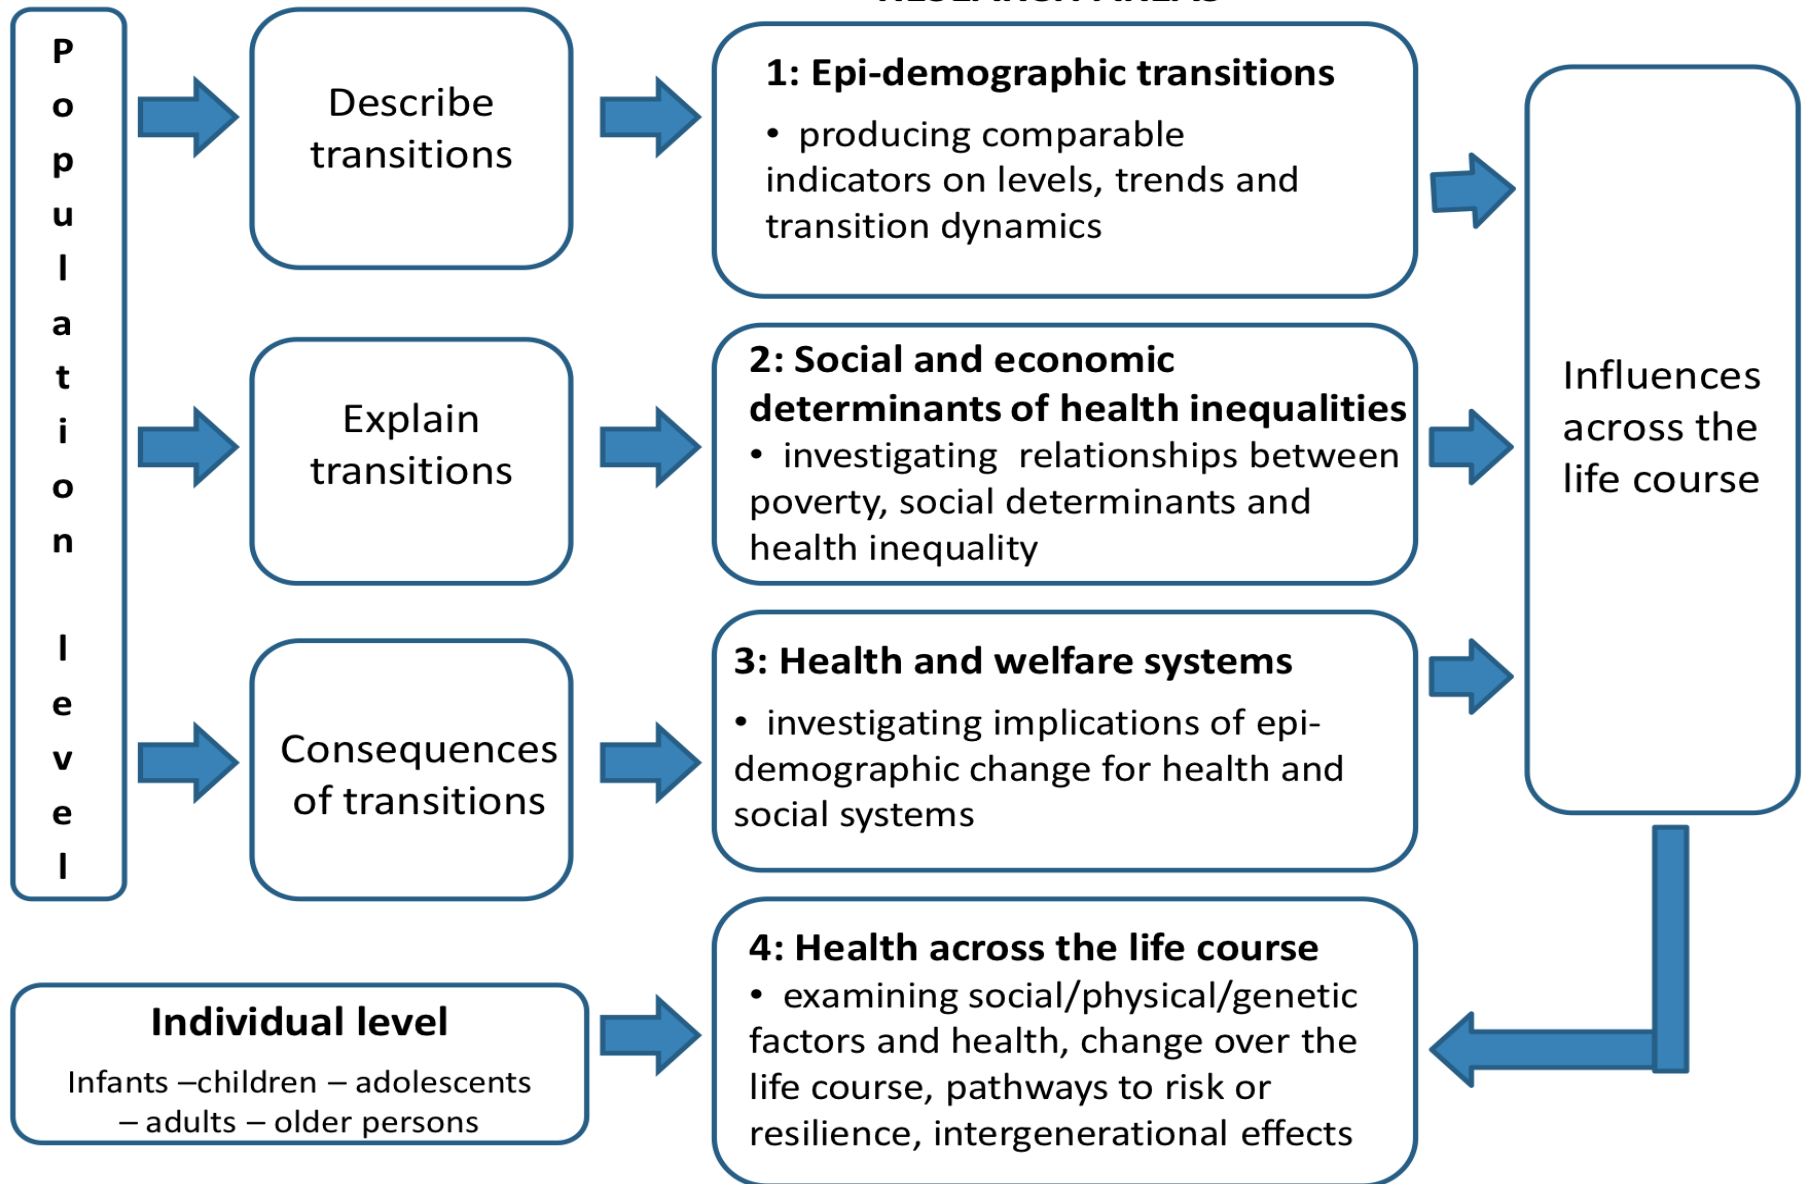 RESEARCH AREAS
Population level
Describe
transitions
1: Epi-demographic transitions
• producing comparable
indicators on levels, trends and
transition dynamics
Explain
transitions
2: Social and economic
determinants of health inequalities
• investigating relationships between
poverty, social determinants and
health inequality
Consequences
of transitions
3: Health and welfare systems
• investigating implications of epi-
demographic change for health and
social systems
Influences
across the
life course
Individual level
Infants –children – adolescents
– adults – older persons
4: Health across the life course
• examining social/physical/genetic
factors and health, change over the
life course, pathways to risk or
resilience, intergenerational effects